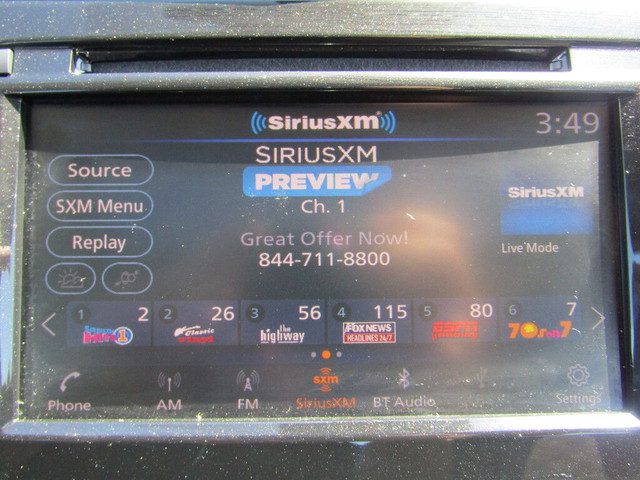 SiriusXM 3:49
Source
SXM Menu
Replay
SIRIUSXM
PREVIEW
Ch. 1
Great Offer Now!
844-711-8800
SiriusXM
Live Mode
1 2 2 26 3 56 4 115 5 80 6 7
1
Classic
the highway
FOX NEWS HEADLINES 24/7
ESPN
70s on 7
Phone AM FM sxm SiriusXM BT Audio Settings